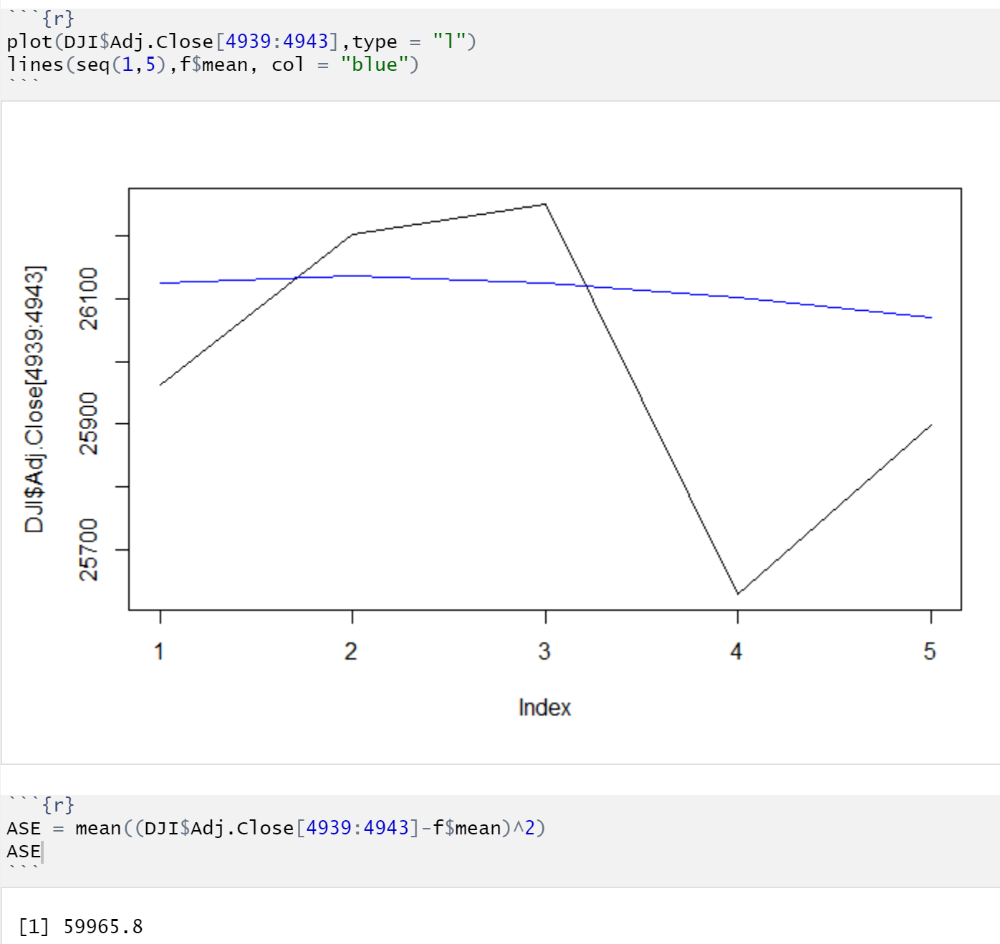 ```{r}
plot(DJI$Adj.Close[4939:4943],type = "l")
lines(seq(1,5),f$mean, col = "blue")
```
DJI$Adj.Close[4939:4943]
26100
25900
25700
1 2 3 4 5
Index
```{r}
ASE = mean((DJI$Adj.Close[4939:4943]-f$mean)^2)
ASE
```
[1] 59965.8